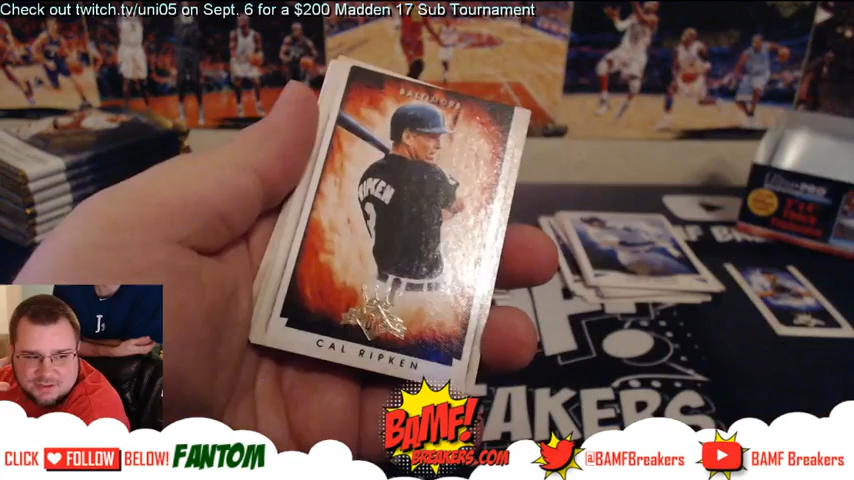 Check out twitch.tv/uni05 on Sept. 6 for a $200 Madden 17 Sub Tournament
BALTIMORE
RIPKEN
CAL RIPKEN
BAMF!
BREAKERS.COM
EAKERS
CLICK FOLLOW BELOW! FANTOM
@BAMFBreakers
BAMF Breakers